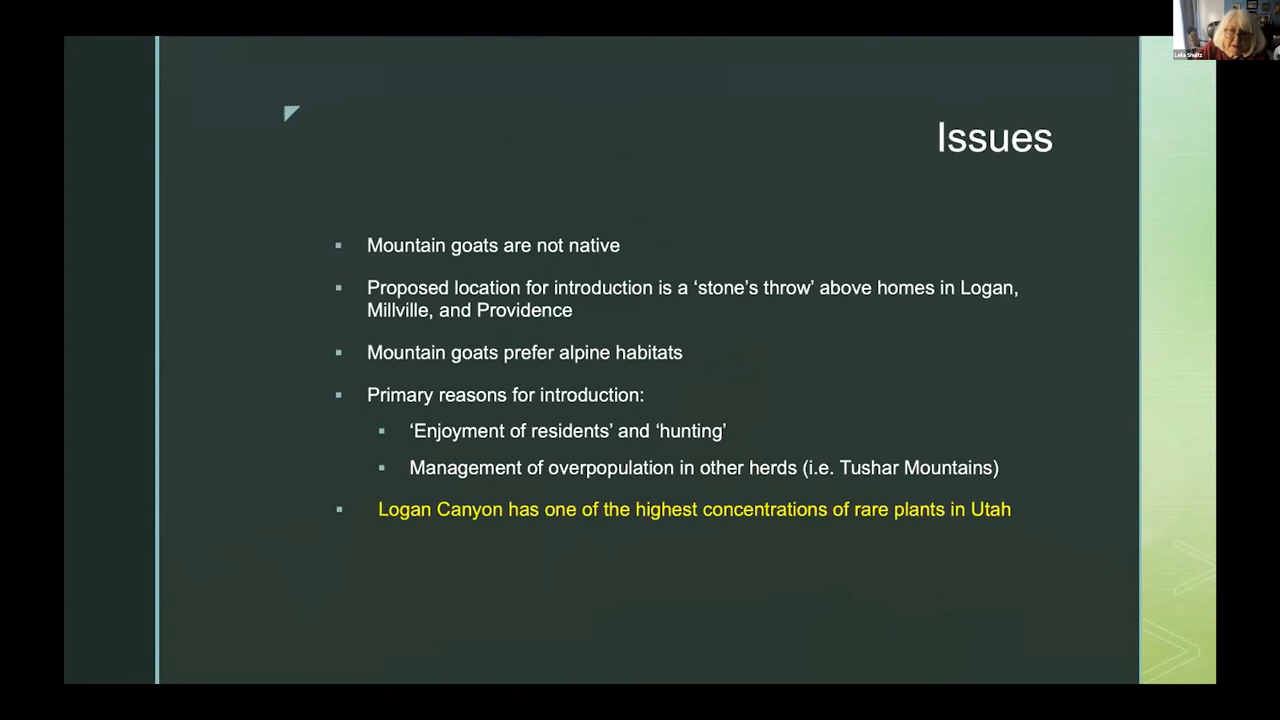 Issues
▪ Mountain goats are not native
▪ Proposed location for introduction is a ‘stone’s throw’ above homes in Logan,
Millville, and Providence
▪ Mountain goats prefer alpine habitats
▪ Primary reasons for introduction:
▪ ‘Enjoyment of residents’ and ‘hunting’
▪ Management of overpopulation in other herds (i.e. Tushar Mountains)
▪ Logan Canyon has one of the highest concentrations of rare plants in Utah
Leila Shultz